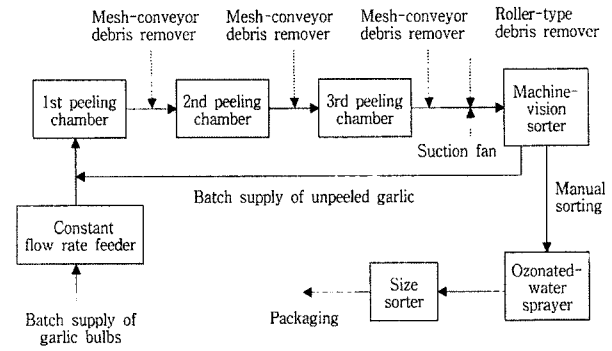 Mesh-conveyor
debris remover
Mesh-conveyor
debris remover
Mesh-conveyor
debris remover
Roller-type
debris remover
1st peeling
chamber
2nd peeling
chamber
3rd peeling
chamber
Machine-
vision
sorter
Suction fan
Batch supply of unpeeled garlic
Manual
sorting
Constant
flow rate feeder
Size
sorter
Ozonated-
water
sprayer
Packaging
Batch supply of
garlic bulbs